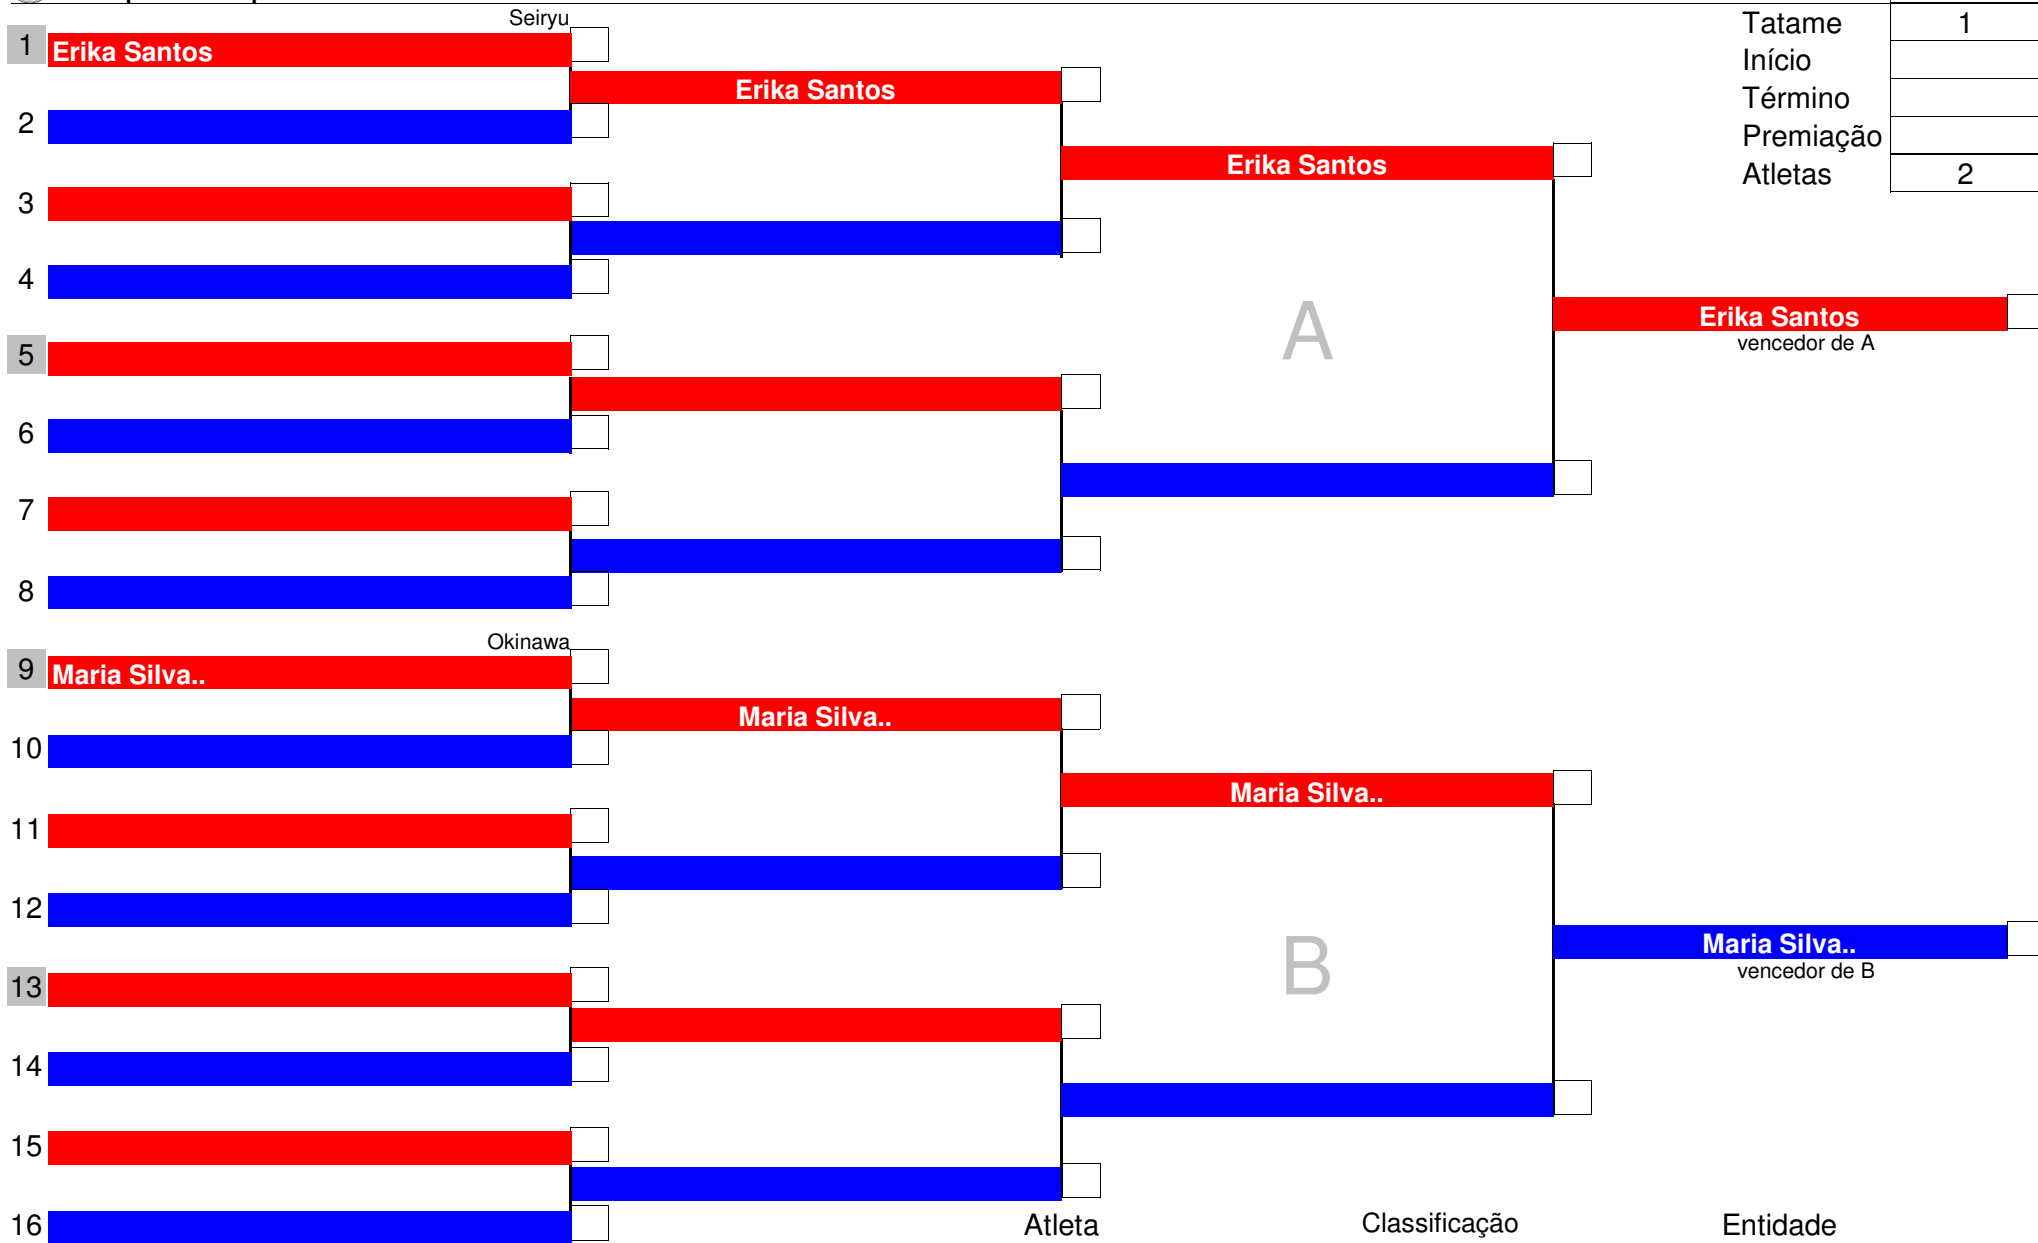 Seiryu
Tatame 1
1 Erika Santos
Início
Erika Santos
Término
2
Premiação
Erika Santos
Atletas 2
3
4
A
Erika Santos
5
vencedor de A
6
7
8
Okinawa
9 Maria Silva..
Maria Silva..
10
Maria Silva..
11
12
B
Maria Silva..
vencedor de B
13
14
15
16
Atleta Classificação Entidade